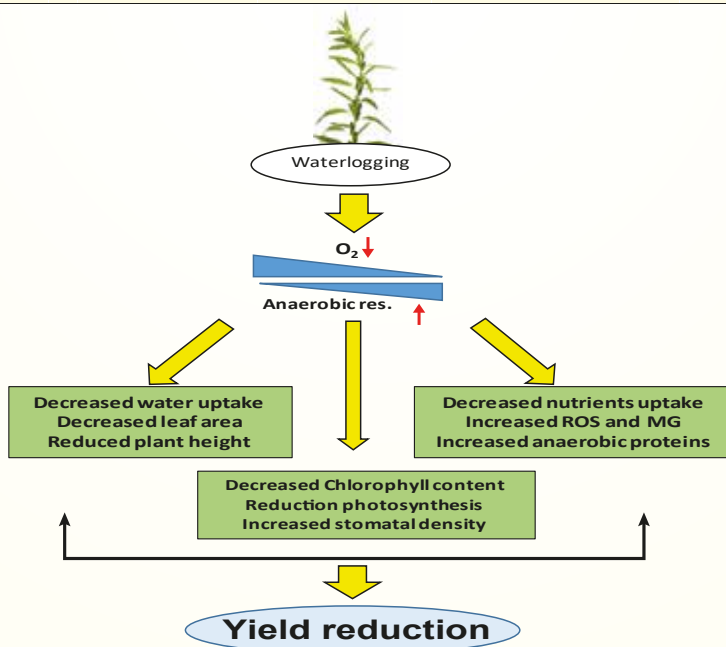 Waterlogging
O₂
Anaerobic res.
Decreased water uptake
Decreased leaf area
Reduced plant height
Decreased nutrients uptake
Increased ROS and MG
Increased anaerobic proteins
Decreased Chlorophyll content
Reduction photosynthesis
Increased stomatal density
Yield reduction